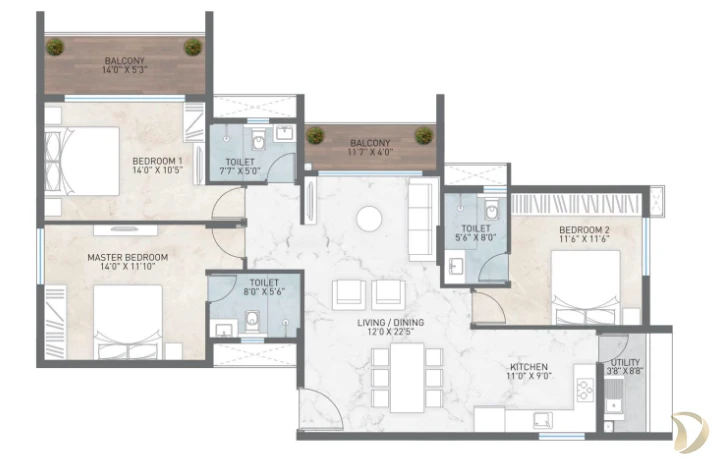 BALCONY
14'0" X 5'3"
BALCONY
11'7" X 4'0"
BEDROOM 1
14'0" X 10'5"
TOILET
7'7" X 5'0"
TOILET
5'6" X 8'0"
BEDROOM 2
11'6" X 11'6"
MASTER BEDROOM
14'0" X 11'10"
TOILET
8'0" X 5'6"
LIVING / DINING
12'0 X 22'5"
KITCHEN
11'0" X 9'0"
UTILITY
3'8" X 8'8"